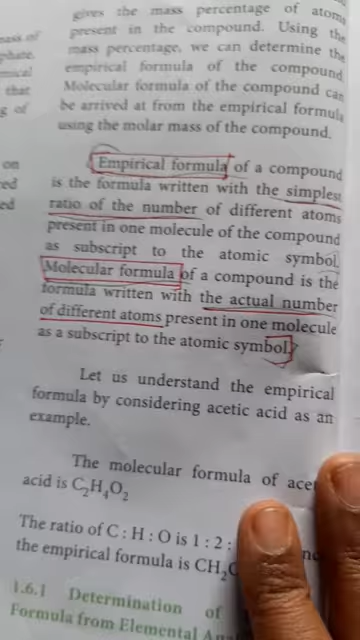 gives the mass percentage of atoms
present in the compound. Using the
mass percentage, we can determine the
empirical formula of the compound.
Molecular formula of the compound can
be arrived at from the empirical formula
using the molar mass of the compound.
Empirical formula of a compound
is the formula written with the simplest
ratio of the number of different atoms
present in one molecule of the compound
as subscript to the atomic symbol.
Molecular formula of a compound is the
formula written with the actual number
of different atoms present in one molecule
as a subscript to the atomic symbol.
Let us understand the empirical
formula by considering acetic acid as an
example.
The molecular formula of
acid is C₂H₄O₂
The ratio of C : H : O is 1 : 2 :
the empirical formula is CH₂
1.6.1 Determination of
Formula from Elemental
mass of
that
g of
on